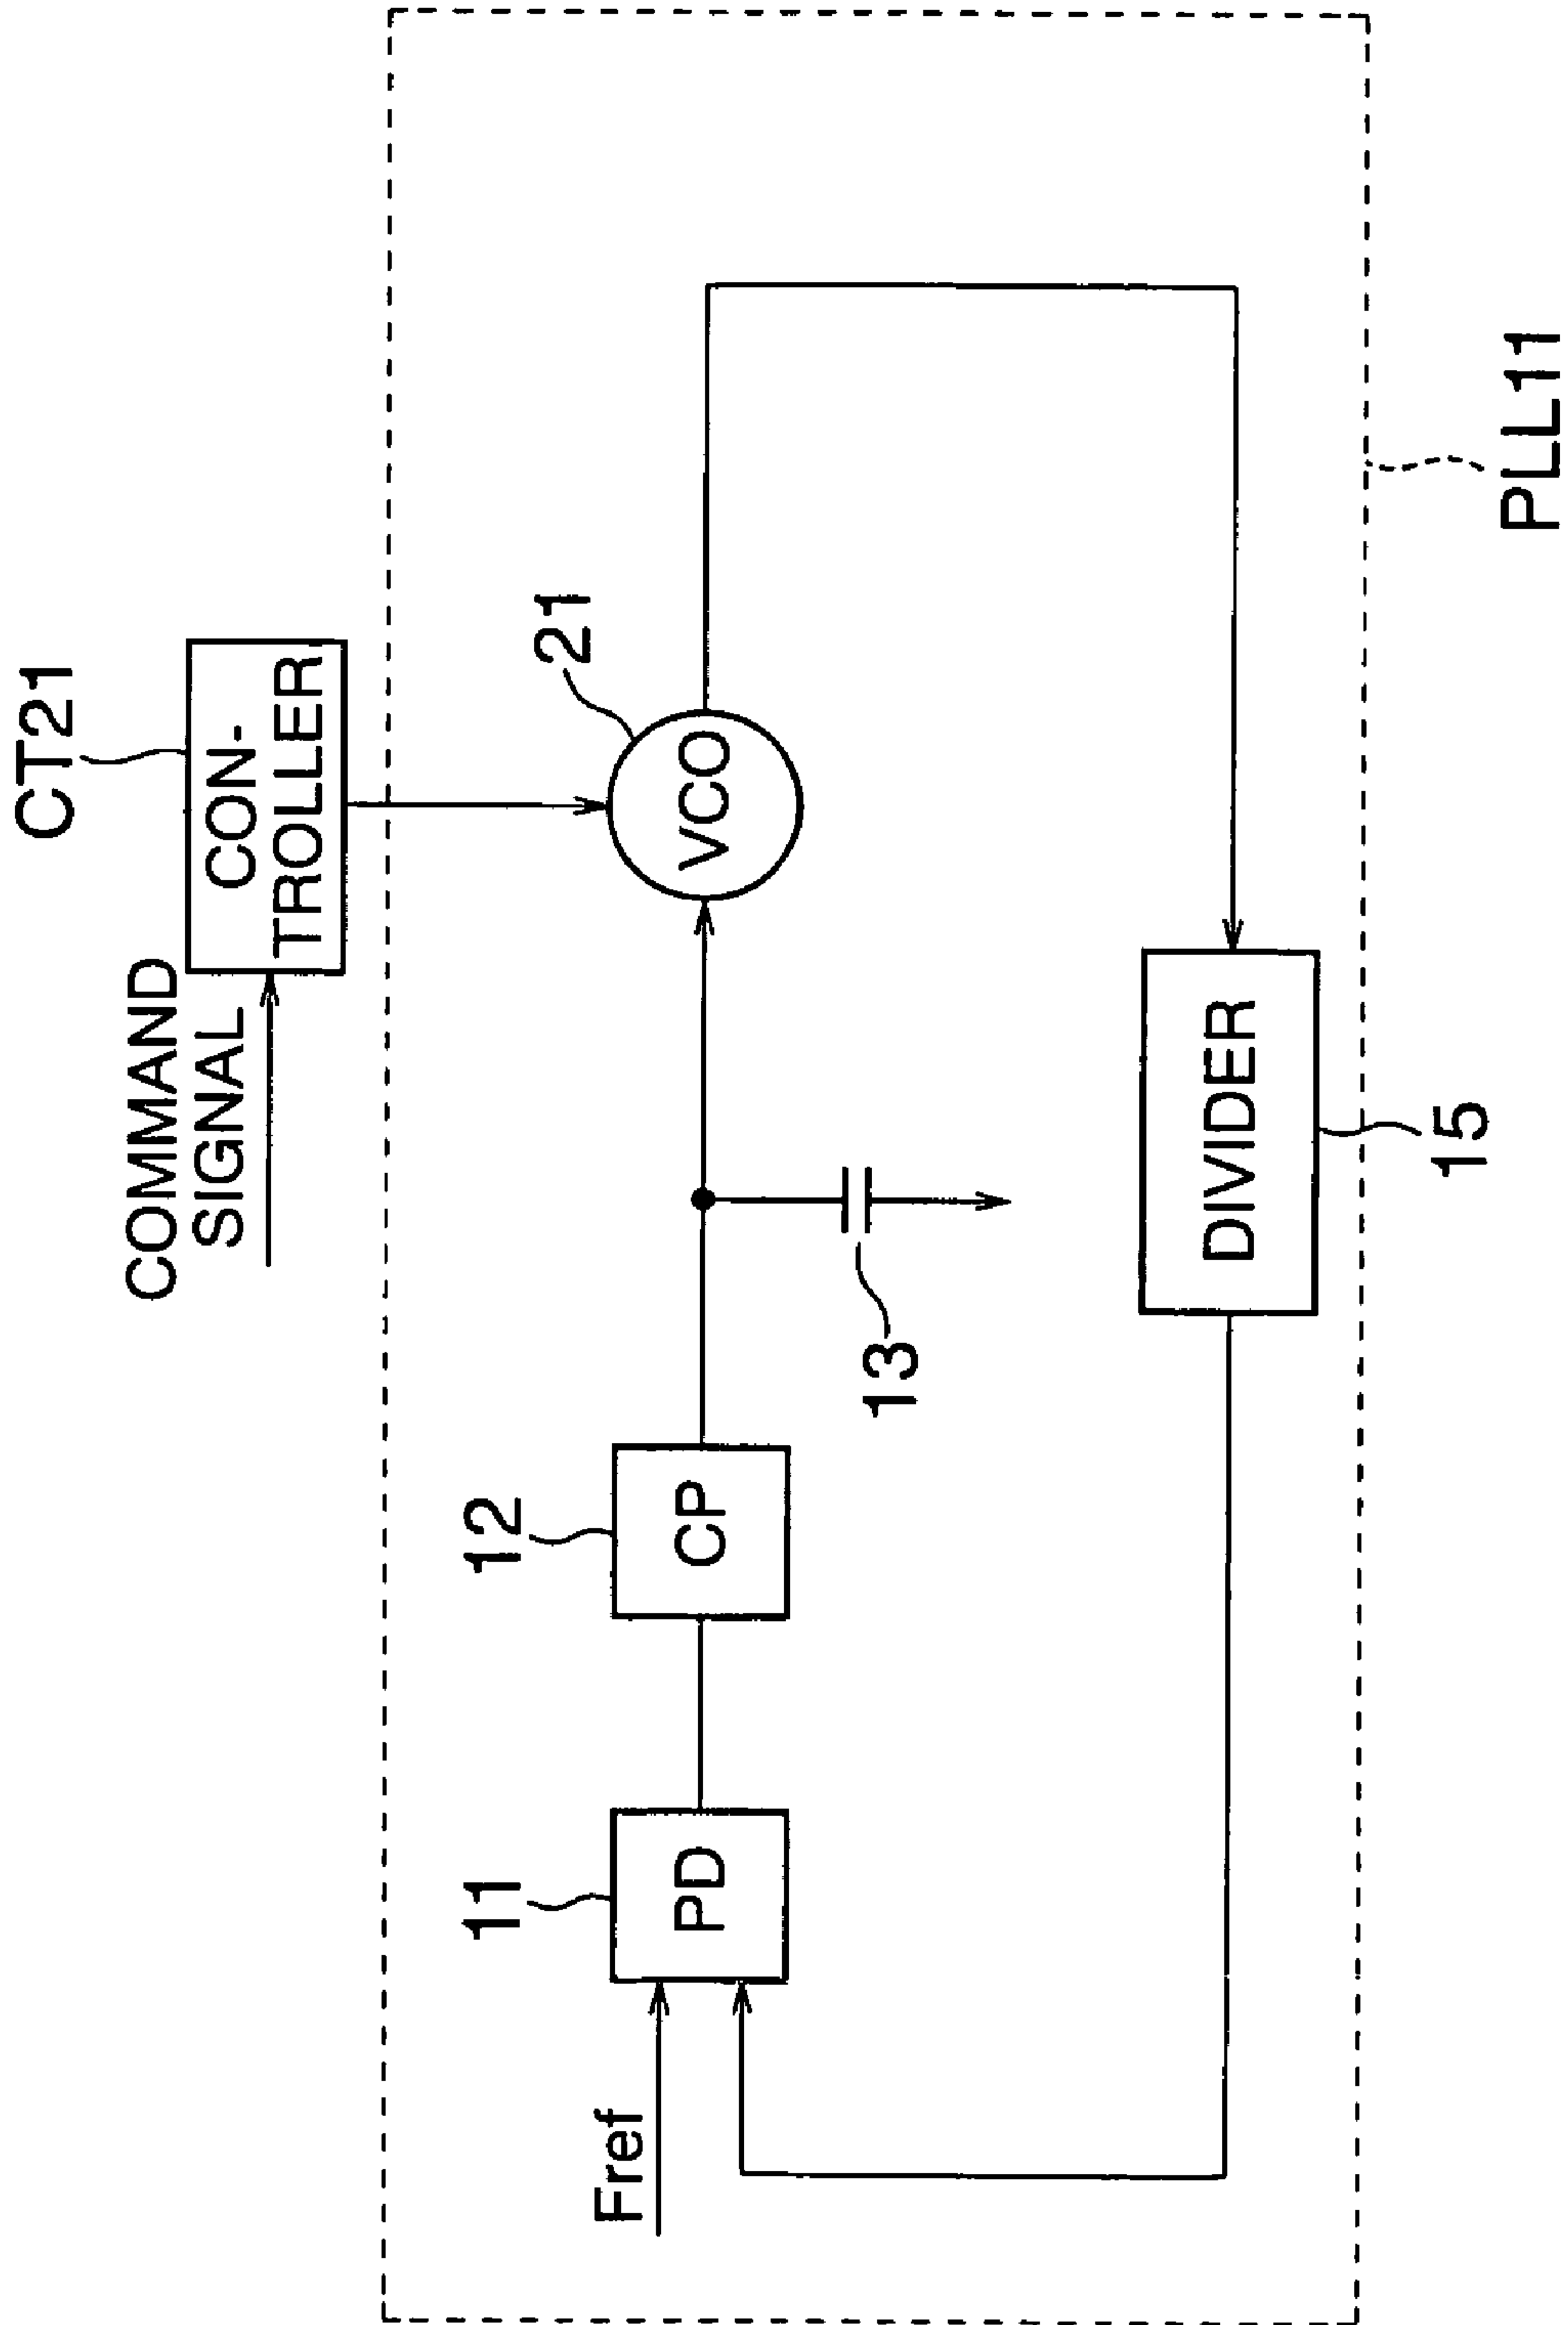 CT21
COMMAND
SIGNAL
CON-
TROLLER
21
VCO
12
CP
11
PD
Fref
13
DIVIDER
15
PLL11